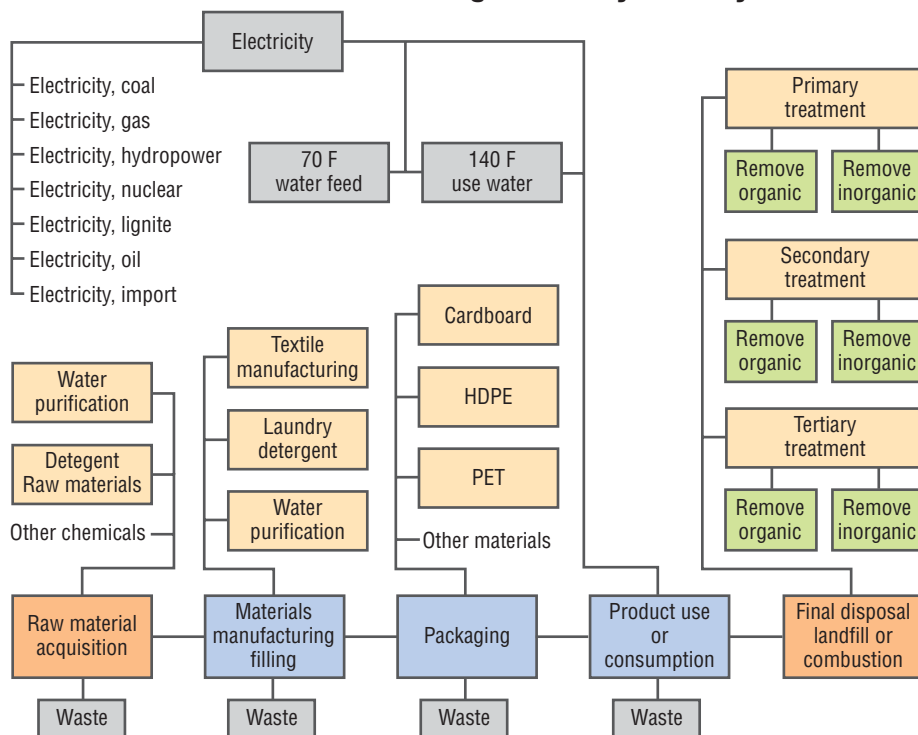 Electricity
Electricity, coal
Electricity, gas
Electricity, hydropower
Electricity, nuclear
Electricity, lignite
Electricity, oil
Electricity, import
70 F
water feed
140 F
use water
Primary
treatment
Remove
organic
Remove
inorganic
Secondary
treatment
Remove
organic
Remove
inorganic
Tertiary
treatment
Remove
organic
Remove
inorganic
Water
purification
Detegent
Raw materials
Other chemicals
Textile
manufacturing
Laundry
detergent
Water
purification
Cardboard
HDPE
PET
Other materials
Raw material
acquisition
Materials
manufacturing
filling
Packaging
Product use
or
consumption
Final disposal
landfill or
combustion
Waste
Waste
Waste
Waste